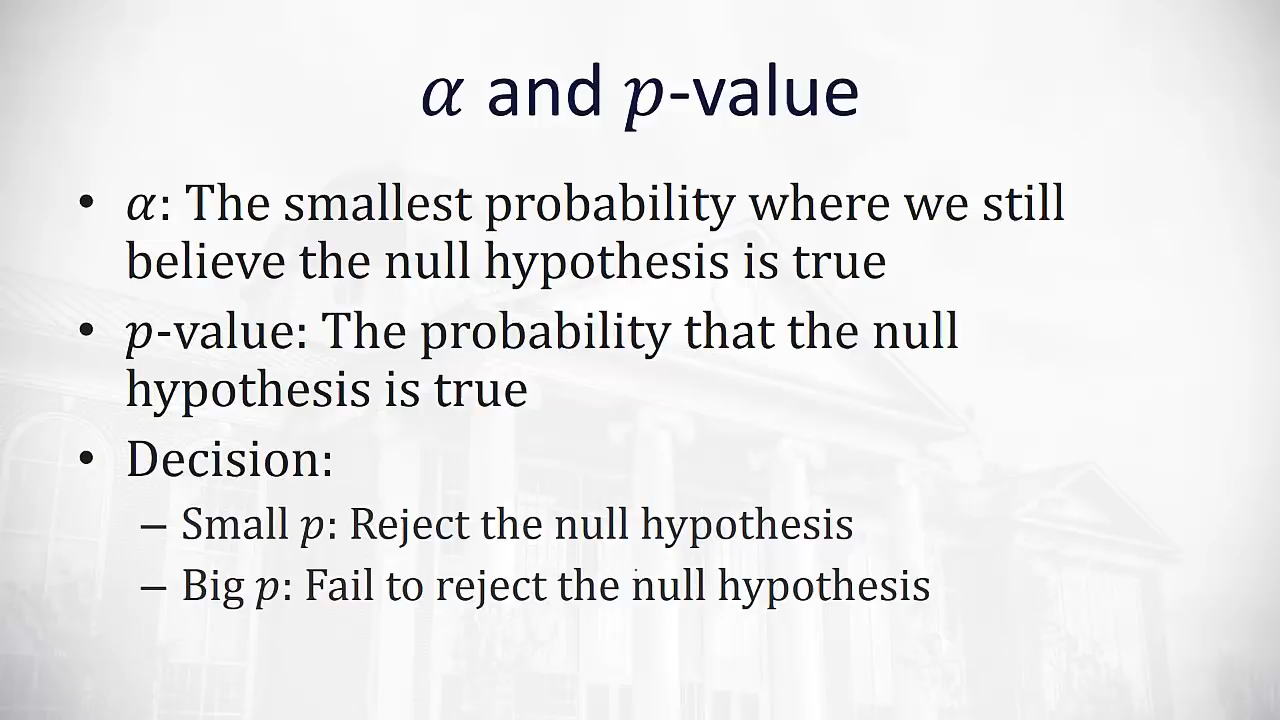 α and p-value
• α: The smallest probability where we still
believe the null hypothesis is true
• p-value: The probability that the null
hypothesis is true
• Decision:
– Small p: Reject the null hypothesis
– Big p: Fail to reject the null hypothesis